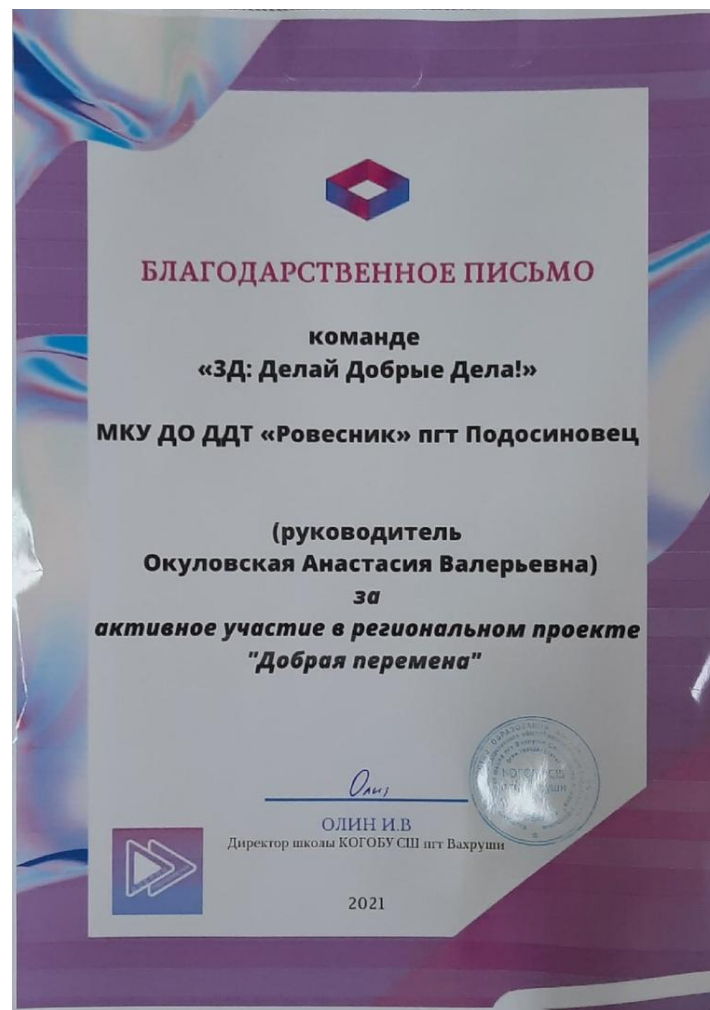 БЛАГОДАРСТВЕННОЕ ПИСЬМО
команде
«3Д: Делай Добрые Дела!»
МКУ ДО ДДТ «Ровесник» пгт Подосиновец
(руководитель
Окуловская Анастасия Валерьевна)
за
активное участие в региональном проекте
"Добрая перемена"
ОЛИН И.В
Директор школы КОГОБУ СШ пгт Вахруши
2021